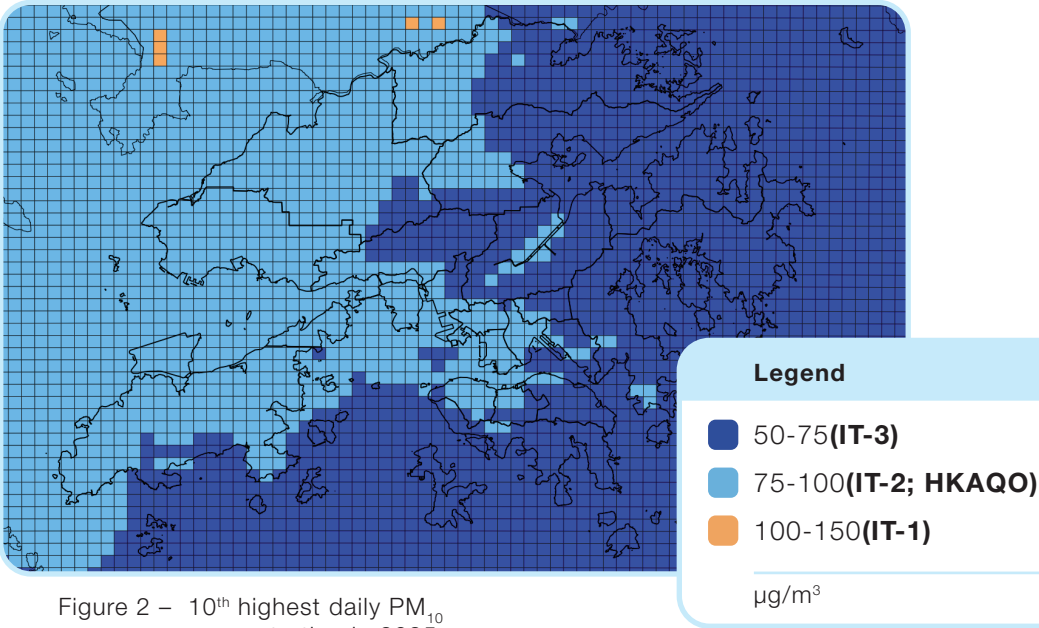 Legend
50-75(IT-3)
75-100(IT-2; HKAQO)
100-150(IT-1)
µg/m³
Figure 2 – 10th highest daily PM10